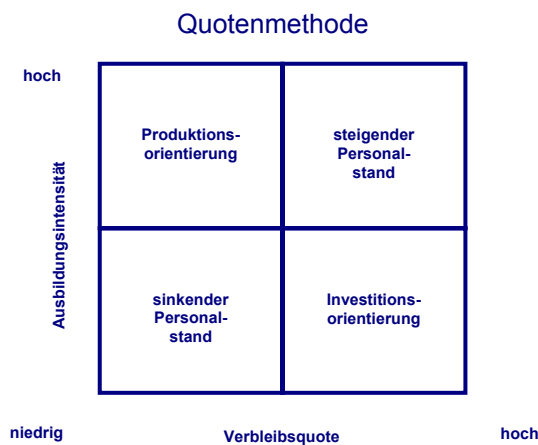 Quotenmethode
hoch
Produktions-
orientierung
steigender
Personal-
stand
Ausbildungsintensität
sinkender
Personal-
stand
Investitions-
orientierung
niedrig
Verbleibsquote
hoch